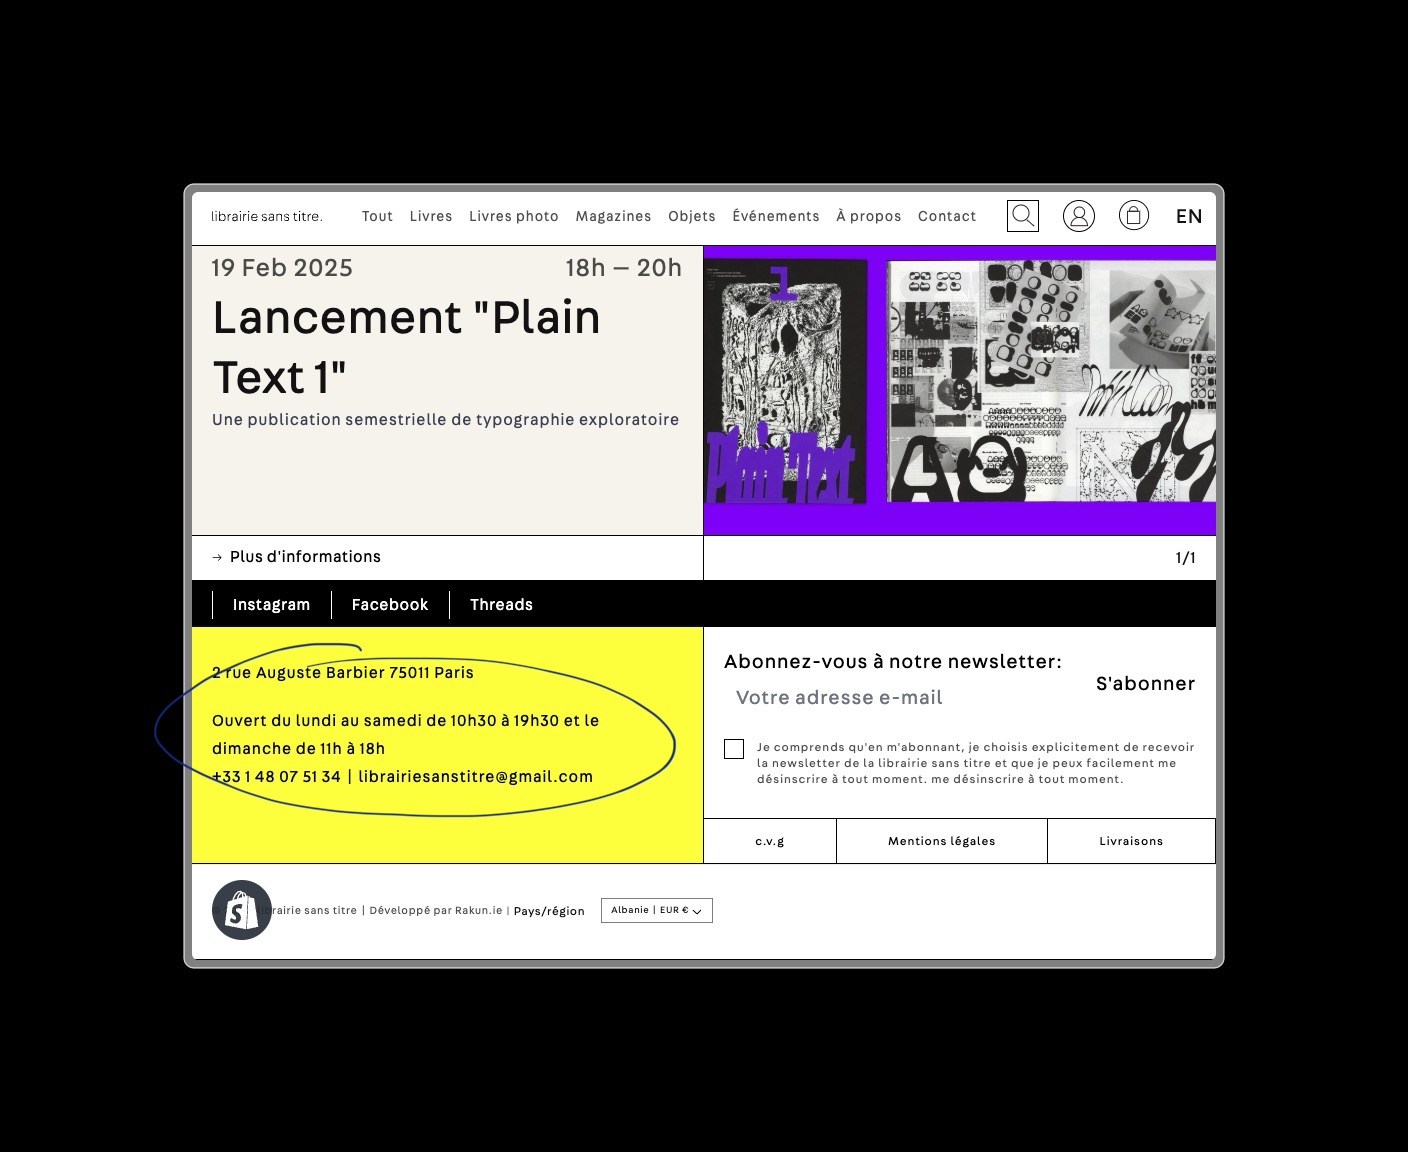 librairie sans titre.
Tout Livres Livres photo Magazines Objets Événements À propos Contact
EN
19 Feb 2025 18h — 20h
Lancement "Plain
Text 1"
Une publication semestrielle de typographie exploratoire
1
Plain Text
→ Plus d'informations
1/1
Instagram Facebook Threads
2 rue Auguste Barbier 75011 Paris
Ouvert du lundi au samedi de 10h30 à 19h30 et le
dimanche de 11h à 18h
+33 1 48 07 51 34 | librairiesanstitre@gmail.com
Abonnez-vous à notre newsletter:
Votre adresse e-mail
S'abonner
Je comprends qu'en m'abonnant, je choisis explicitement de recevoir
la newsletter de la librairie sans titre et que je peux facilement me
désinscrire à tout moment. me désinscrire à tout moment.
c.v.g Mentions légales Livraisons
sans titre | Développé par Rakun.ie | Pays/région Albanie | EUR €